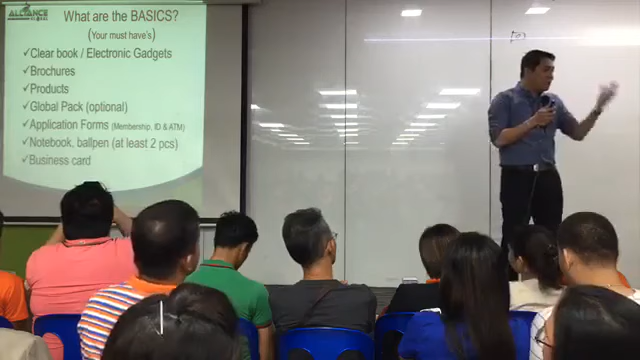 ALLIANCE
GLOBAL
What are the BASICS?
(Your must have's)
✓Clear book / Electronic Gadgets
✓Brochures
✓Products
✓Global Pack (optional)
✓Application Forms (Membership, ID & ATM)
✓Notebook, ballpen (at least 2 pcs)
✓Business card